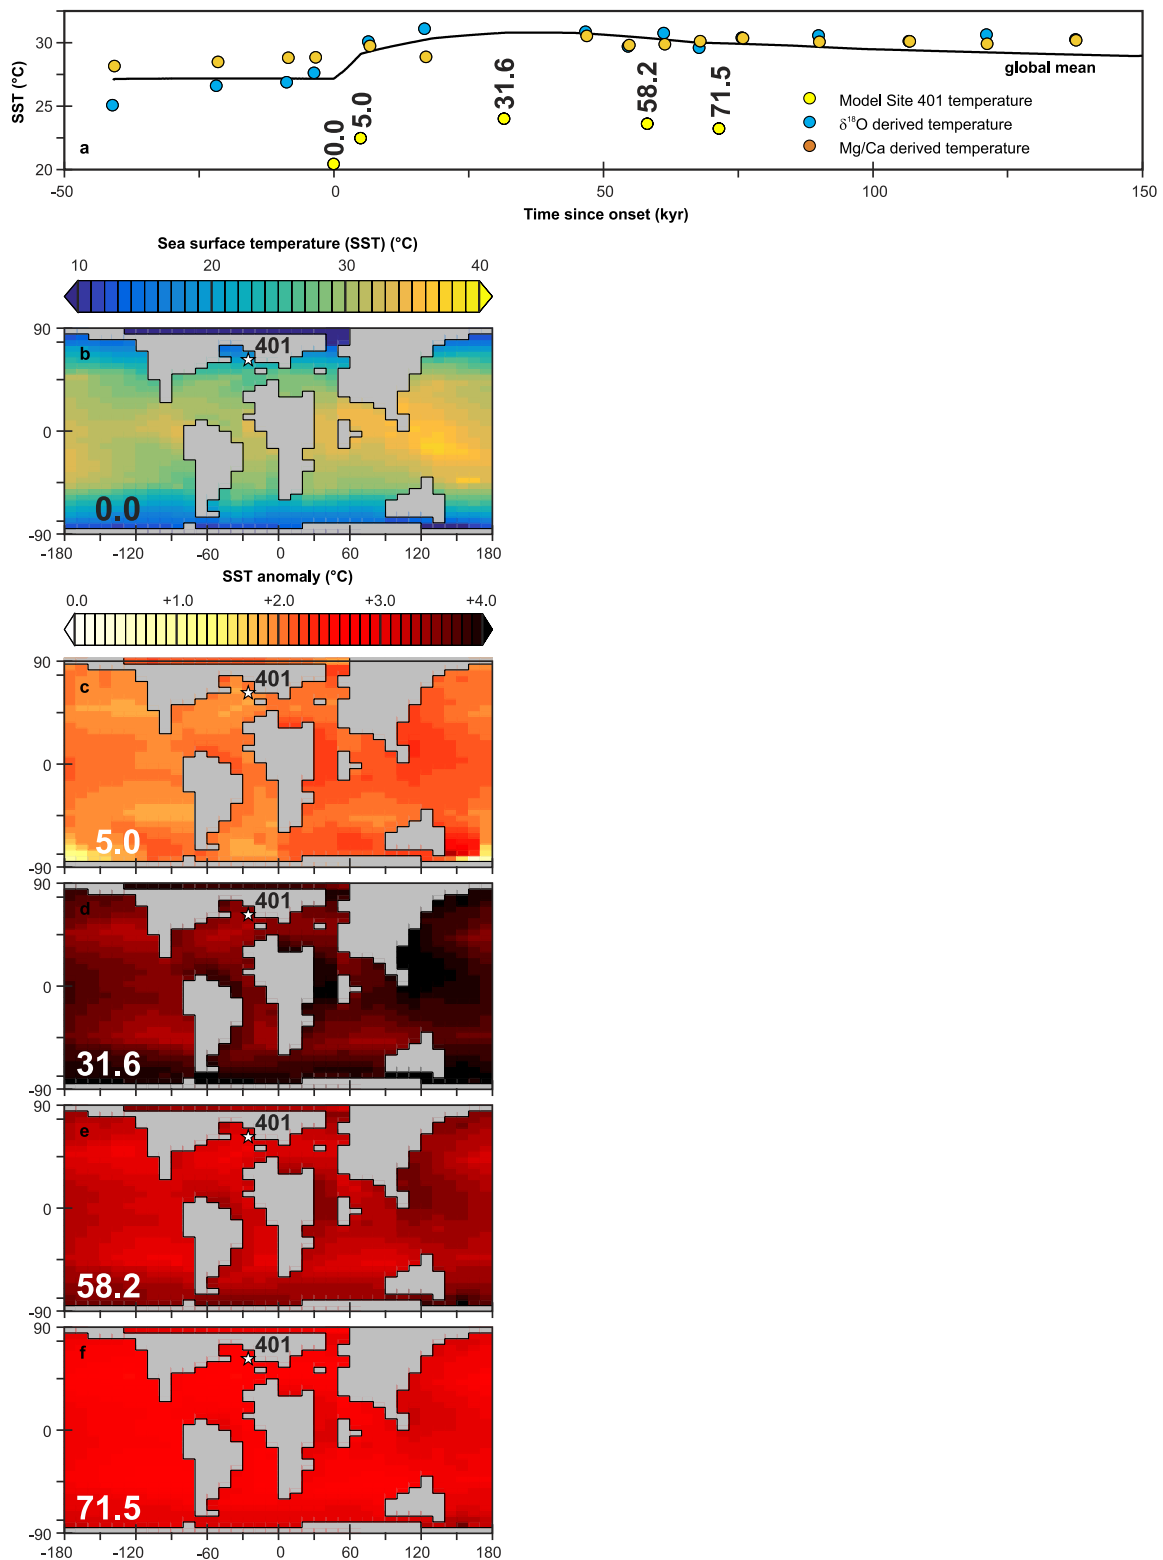 30
25
20
SST (°C)
a
0.0
5.0
31.6
58.2
71.5
global mean
Model Site 401 temperature
δ18O derived temperature
Mg/Ca derived temperature
-50 0 50 100 150
Time since onset (kyr)
Sea surface temperature (SST) (°C)
10 20 30 40
90
0
-90
b
401
0.0
-180 -120 -60 0 60 120 180
SST anomaly (°C)
0.0 +1.0 +2.0 +3.0 +4.0
90
0
-90
c
401
5.0
90
0
-90
d
401
31.6
90
0
-90
e
401
58.2
90
0
-90
f
401
71.5
-180 -120 -60 0 60 120 180